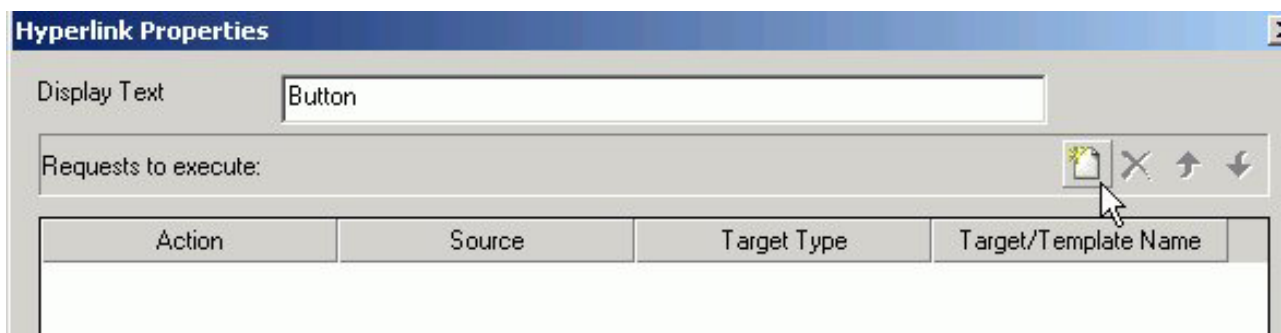 Hyperlink Properties
Display Text Button
Requests to execute:
Action Source Target Type Target/Template Name